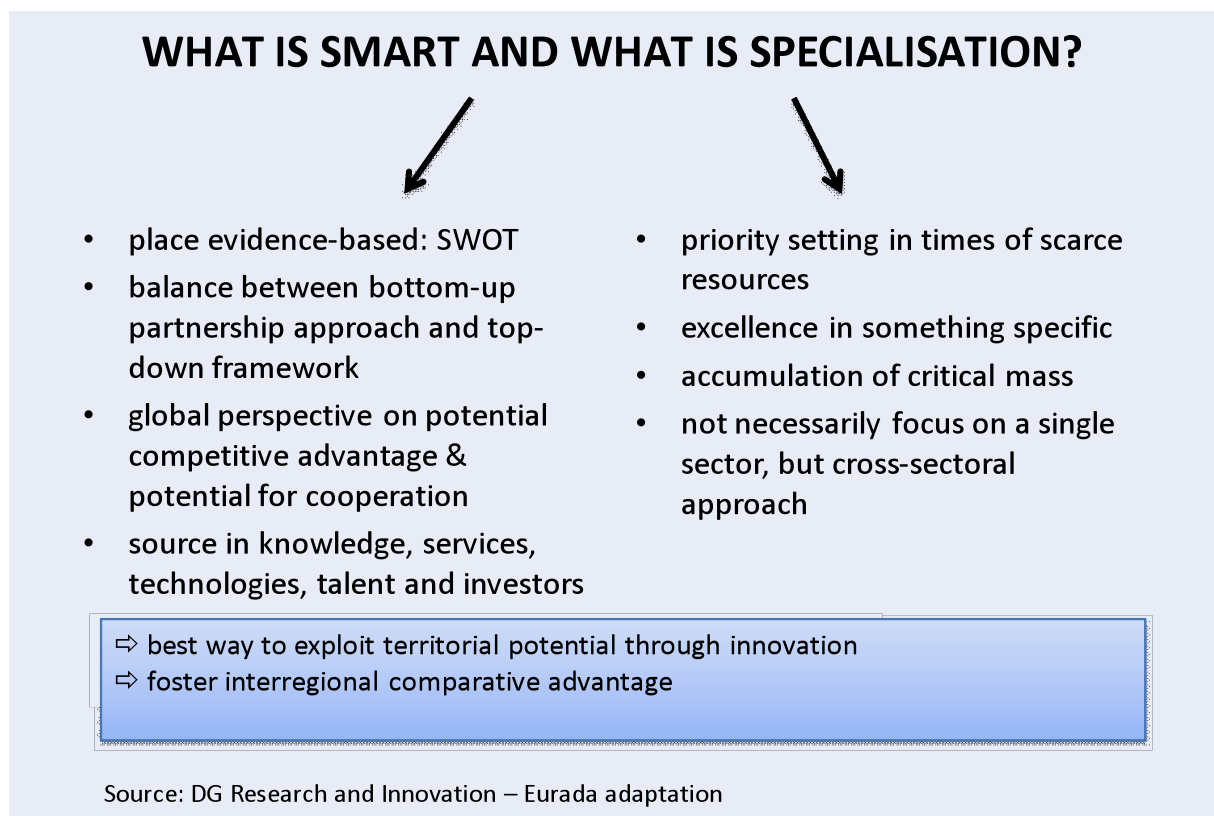 WHAT IS SMART AND WHAT IS SPECIALISATION?
• place evidence-based: SWOT
• balance between bottom-up
partnership approach and top-
down framework
• global perspective on potential
competitive advantage &
potential for cooperation
• source in knowledge, services,
technologies, talent and investors
• priority setting in times of scarce
resources
• excellence in something specific
• accumulation of critical mass
• not necessarily focus on a single
sector, but cross-sectoral
approach
⇨ best way to exploit territorial potential through innovation
⇨ foster interregional comparative advantage
Source: DG Research and Innovation – Eurada adaptation